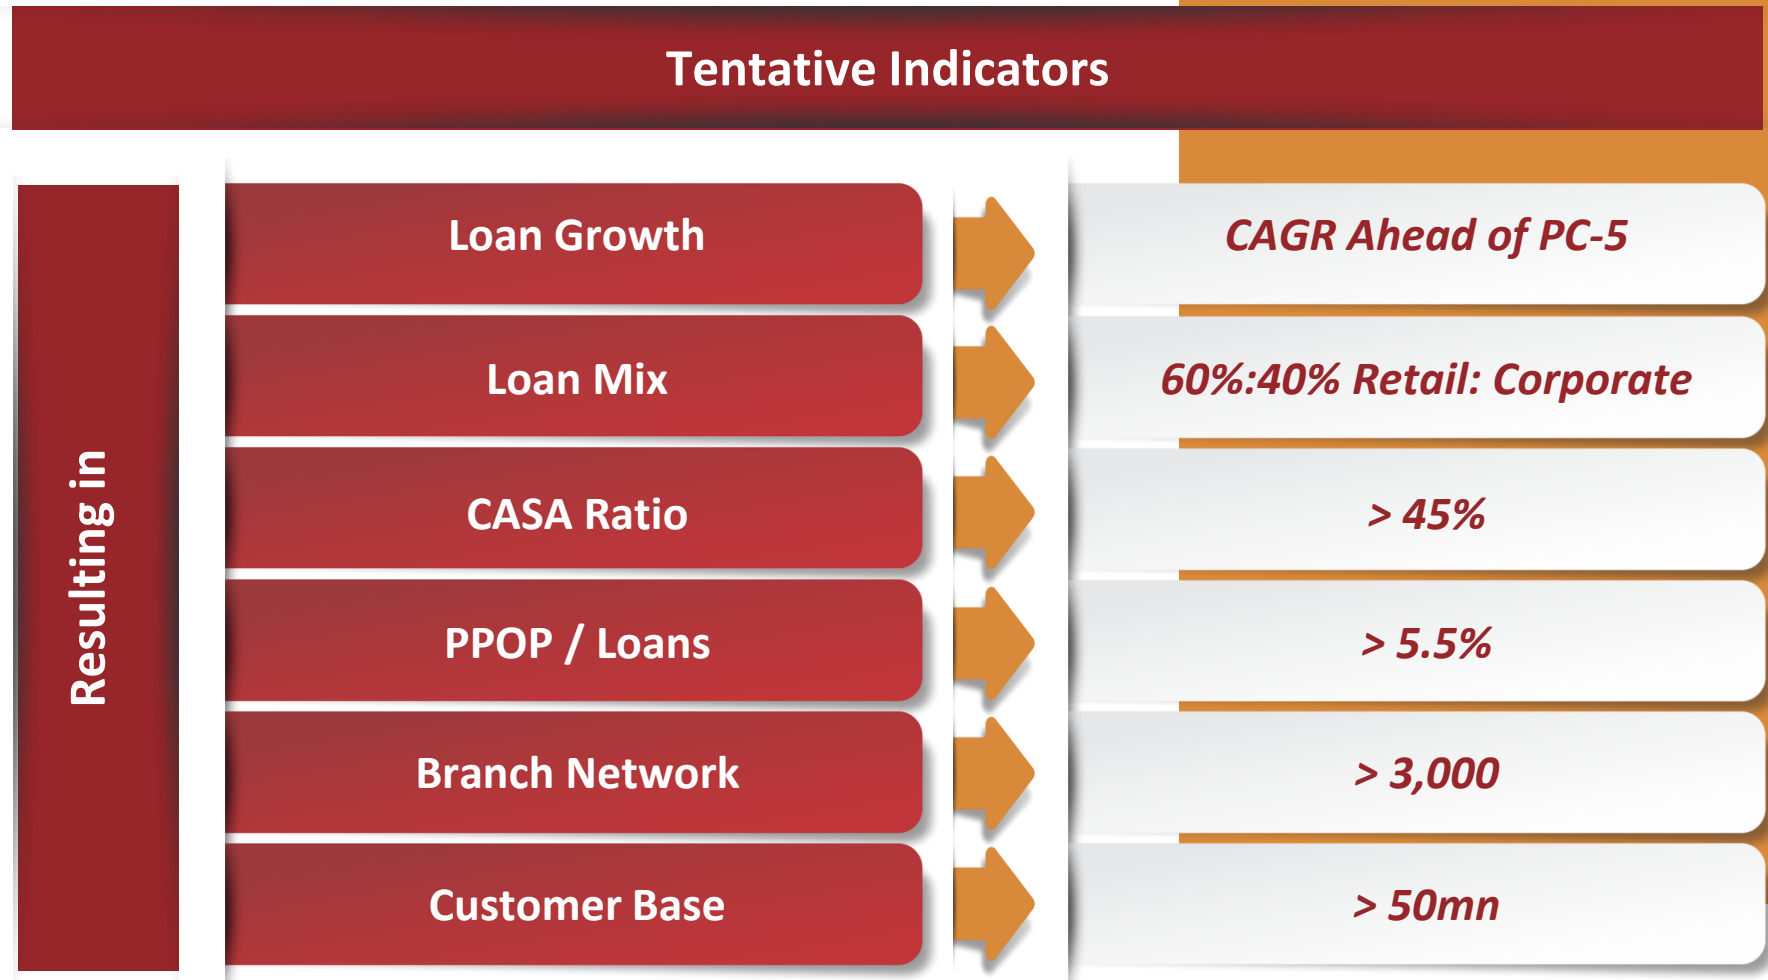 Tentative Indicators
Resulting in
Loan Growth
CAGR Ahead of PC-5
Loan Mix
60%:40% Retail: Corporate
CASA Ratio
> 45%
PPOP / Loans
> 5.5%
Branch Network
> 3,000
Customer Base
> 50mn